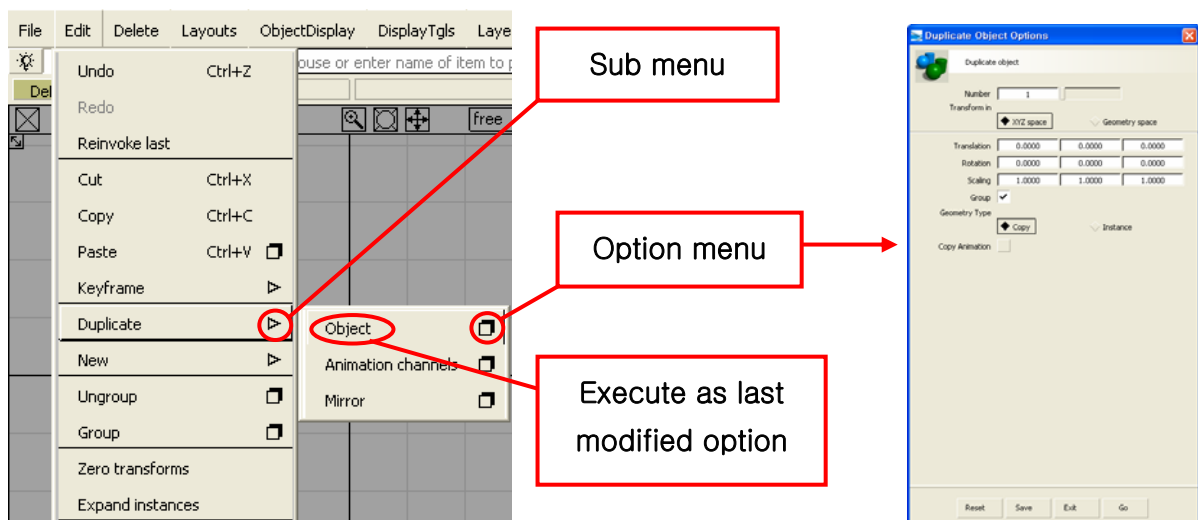 File Edit Delete Layouts ObjectDisplay DisplayTgls Laye
ouse or enter name of item to p
Del
free
Undo Ctrl+Z
Redo
Reinvoke last
Cut Ctrl+X
Copy Ctrl+C
Paste Ctrl+V
Keyframe
Duplicate
New
Ungroup
Group
Zero transforms
Expand instances
Object
Animation channels
Mirror
Sub menu
Option menu
Execute as last
modified option
Duplicate Object Options
Duplicate object
Number 1
Transform in
XYZ space Geometry space
Translation 0.0000 0.0000 0.0000
Rotation 0.0000 0.0000 0.0000
Scaling 1.0000 1.0000 1.0000
Group
Geometry Type
Copy Instance
Copy Animation
Reset Save Exit Go